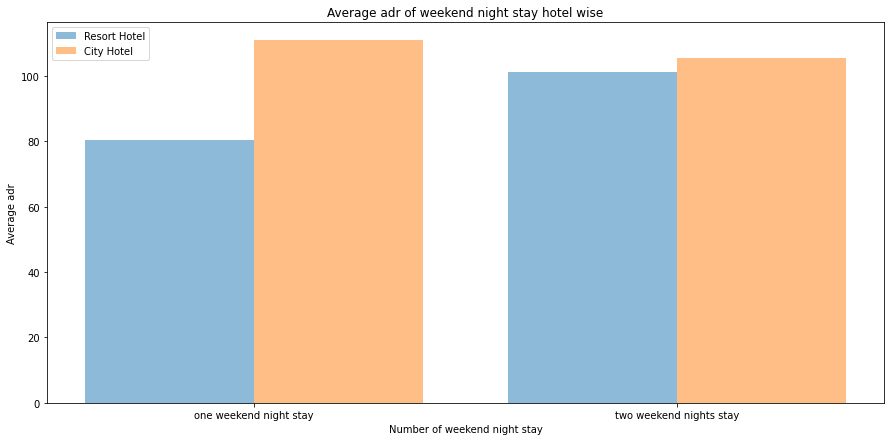 Average adr of weekend night stay hotel wise
Resort Hotel
City Hotel
Average adr
100
80
60
40
20
0
one weekend night stay
two weekend nights stay
Number of weekend night stay